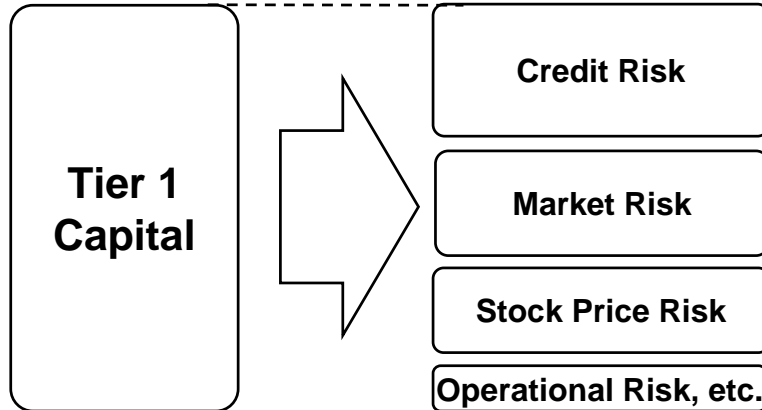 Tier 1
Capital
Credit Risk
Market Risk
Stock Price Risk
Operational Risk, etc.